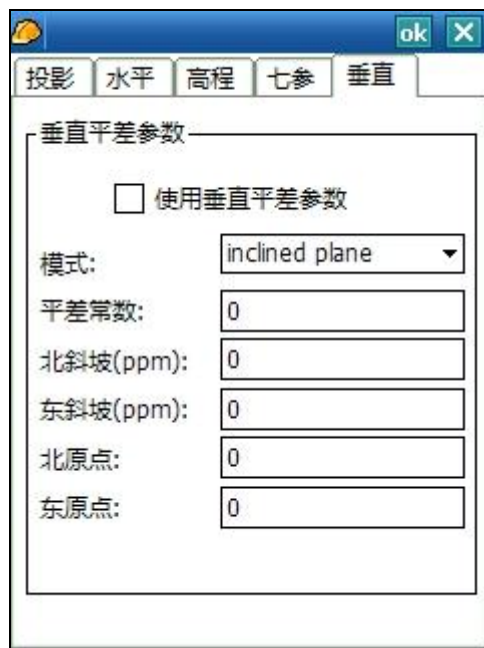 ok
投影 水平 高程 七参 垂直
垂直平差参数
使用垂直平差参数
模式: inclined plane
平差常数: 0
北斜坡(ppm): 0
东斜坡(ppm): 0
北原点: 0
东原点: 0